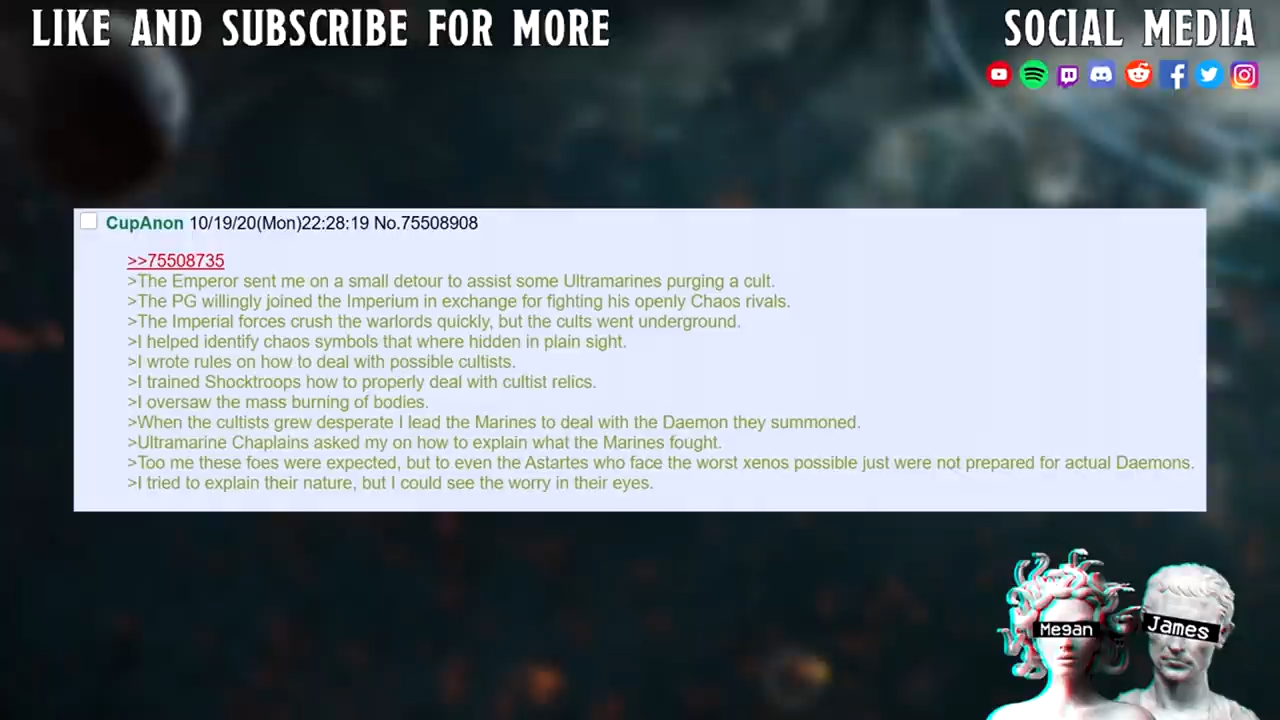 LIKE AND SUBSCRIBE FOR MORE
SOCIAL MEDIA
CupAnon 10/19/20(Mon)22:28:19 No.75508908
>>75508735
>The Emperor sent me on a small detour to assist some Ultramarines purging a cult.
>The PG willingly joined the Imperium in exchange for fighting his openly Chaos rivals.
>The Imperial forces crush the warlords quickly, but the cults went underground.
>I helped identify chaos symbols that where hidden in plain sight.
>I wrote rules on how to deal with possible cultists.
>I trained Shocktroops how to properly deal with cultist relics.
>I oversaw the mass burning of bodies.
>When the cultists grew desperate I lead the Marines to deal with the Daemon they summoned.
>Ultramarine Chaplains asked my on how to explain what the Marines fought.
>Too me these foes were expected, but to even the Astartes who face the worst xenos possible just were not prepared for actual Daemons.
>I tried to explain their nature, but I could see the worry in their eyes.
Megan
James